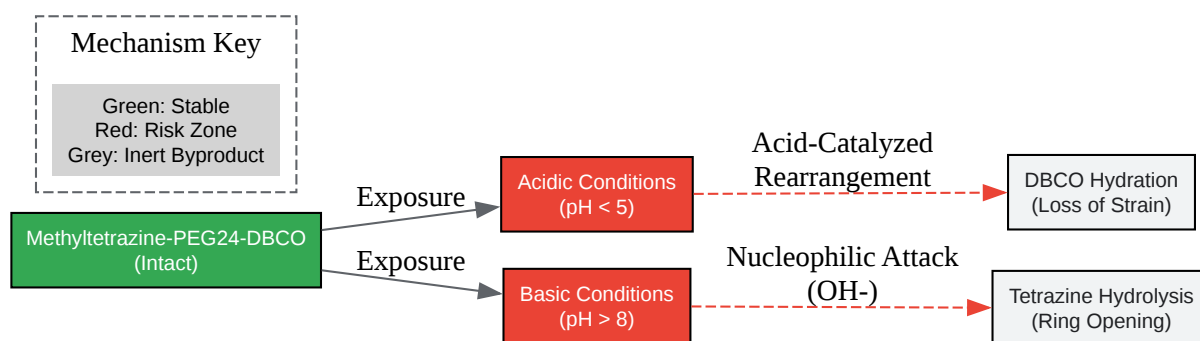 Mechanism Key
Green: Stable
Red: Risk Zone
Grey: Inert Byproduct
Methyltetrazine-PEG24-DBCO
(Intact)
Exposure
Exposure
Acidic Conditions
(pH < 5)
Basic Conditions
(pH > 8)
Acid-Catalyzed
Rearrangement
Nucleophilic Attack
(OH-)
DBCO Hydration
(Loss of Strain)
Tetrazine Hydrolysis
(Ring Opening)